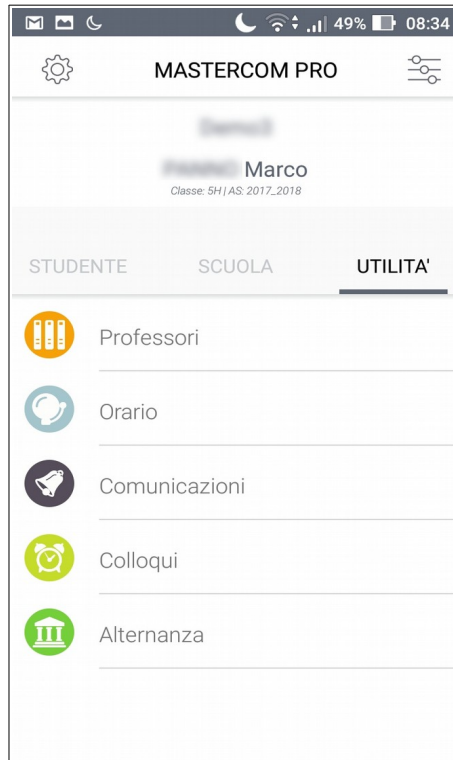 49% 08:34
MASTERCOM PRO
Marco
Classe: 5H | AS: 2017_2018
STUDENTE SCUOLA UTILITA'
Professori
Orario
Comunicazioni
Colloqui
Alternanza